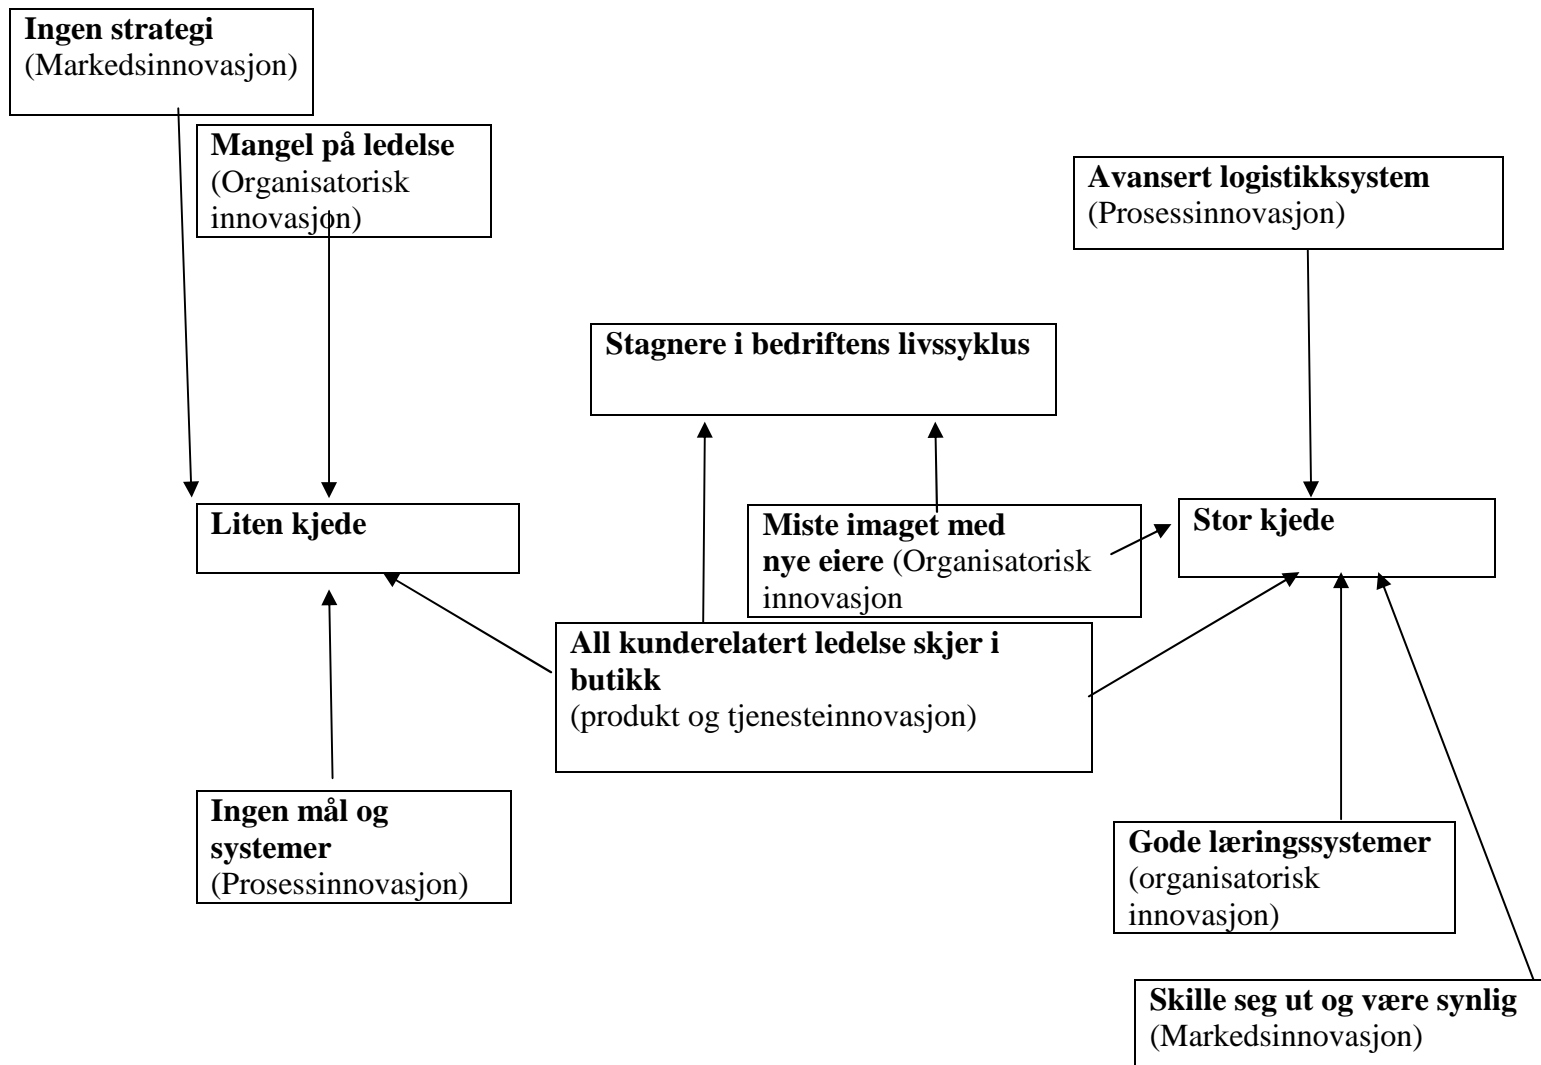 Ingen strategi
(Markedsinnovasjon)
Mangel på ledelse
(Organisatorisk
innovasjon)
Avansert logistikksystem
(Prosessinnovasjon)
Stagnere i bedriftens livssyklus
Liten kjede
Miste imaget med
nye eiere (Organisatorisk
innovasjon
Stor kjede
All kunderelatert ledelse skjer i
butikk
(produkt og tjenesteinnovasjon)
Ingen mål og
systemer
(Prosessinnovasjon)
Gode læringssystemer
(organisatorisk
innovasjon)
Skille seg ut og være synlig
(Markedsinnovasjon)